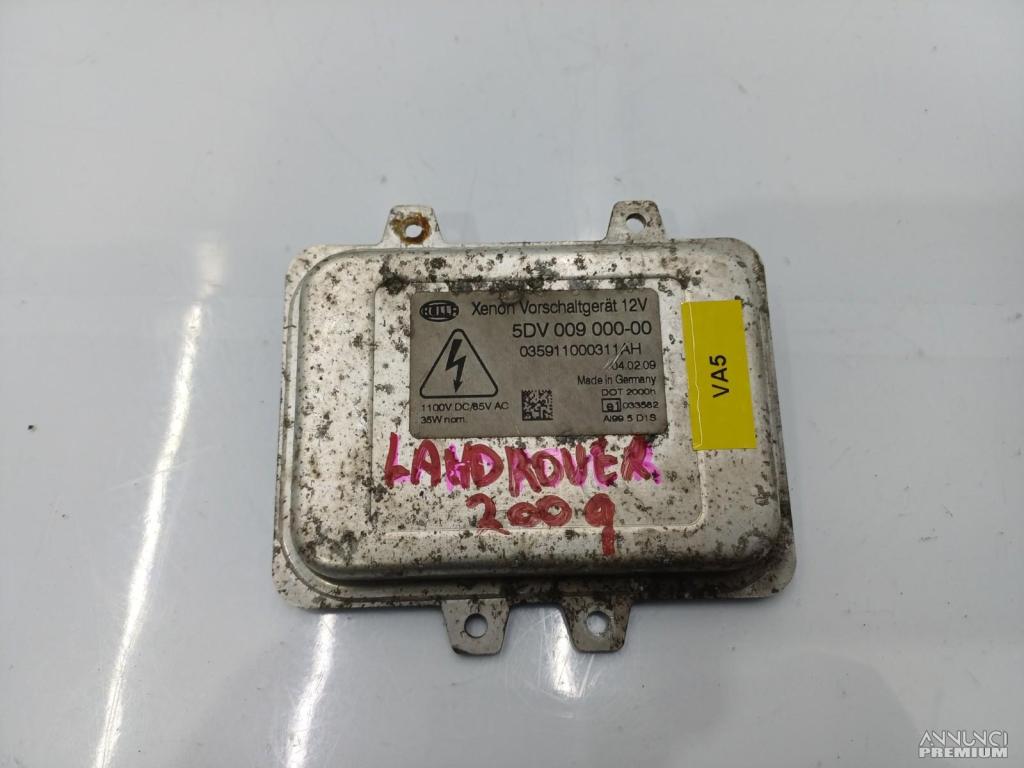 HELLA
Xenon Vorschaltgerät 12V
5DV 009 000-00
035911000311AH
04.02.09
Made in Germany
DOT 2000h
1100V DC/85V AC
e1 033582
35W nom.
AI99.5 D1S
VA5
LANDROVER
2009
ANNUNCI
PREMIUM